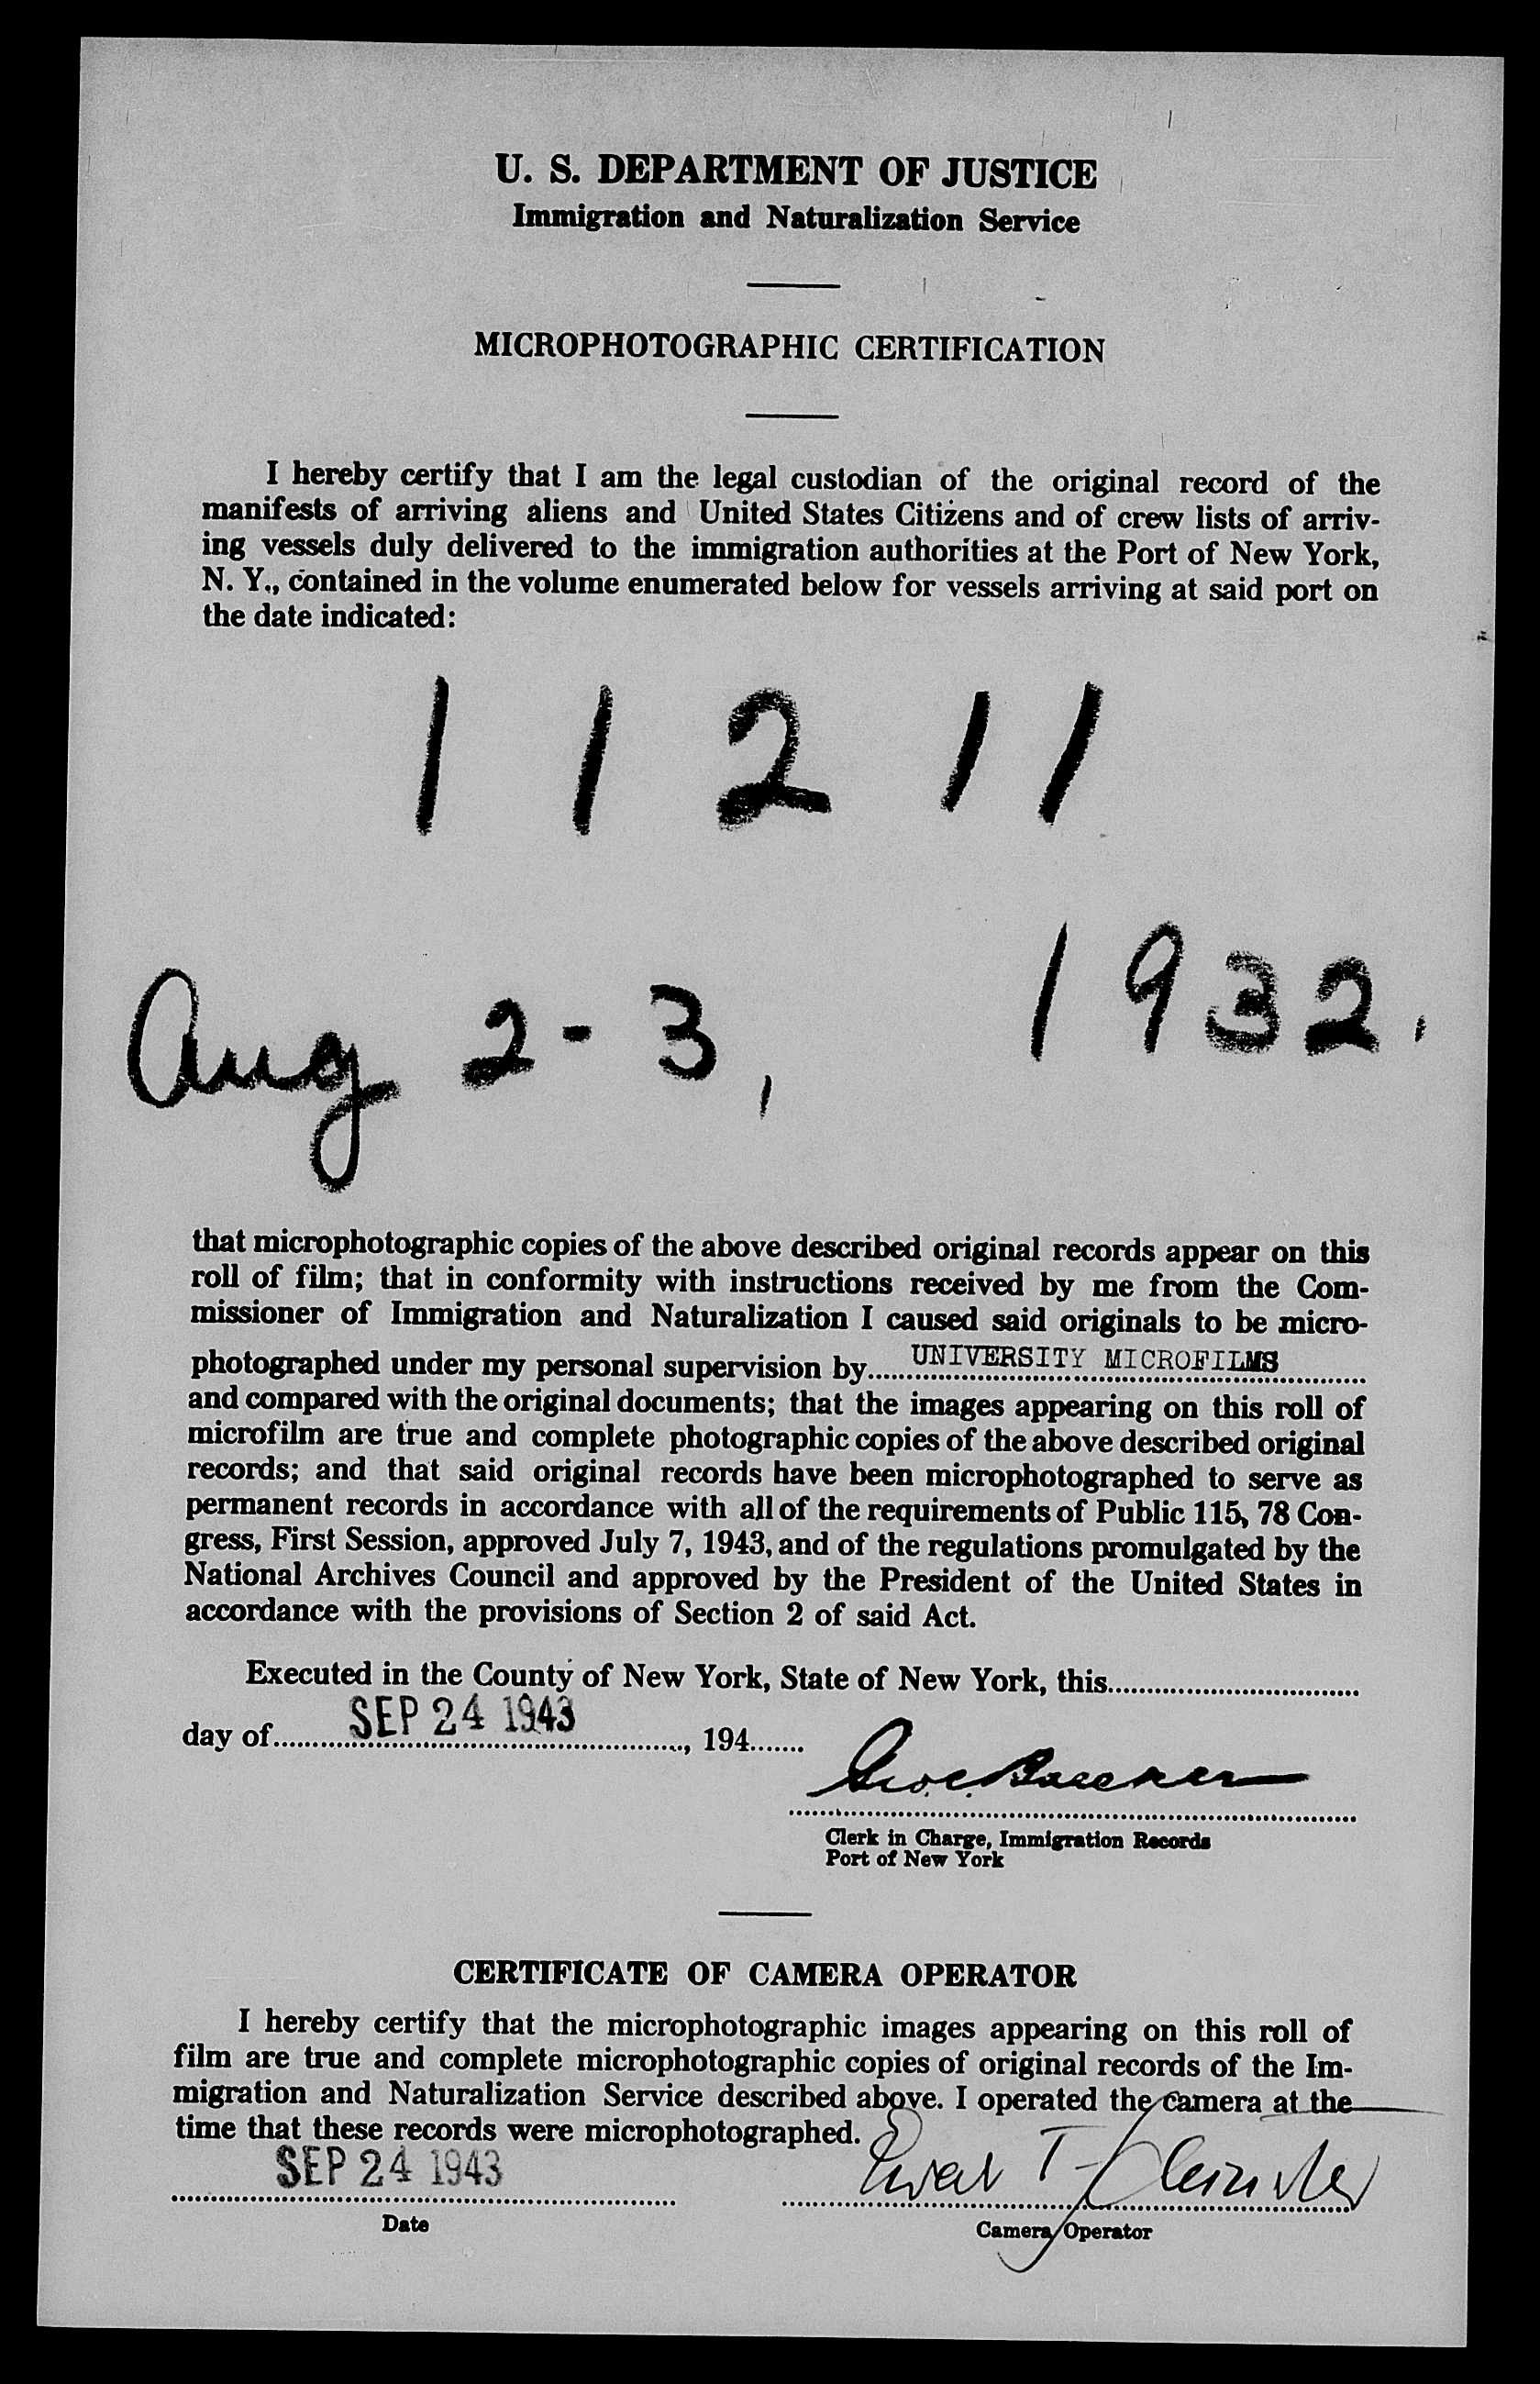 U. S. DEPARTMENT OF JUSTICE
Immigration and Naturalization Service
MICROPHOTOGRAPHIC CERTIFICATION
I hereby certify that I am the legal custodian of the original record of the
manifests of arriving aliens and United States Citizens and of crew lists of arriv-
ing vessels duly delivered to the immigration authorities at the Port of New York,
N. Y., contained in the volume enumerated below for vessels arriving at said port on
the date indicated:
1 1 2 1 1
Aug 2-3, 1932.
that microphotographic copies of the above described original records appear on this
roll of film; that in conformity with instructions received by me from the Com-
missioner of Immigration and Naturalization I caused said originals to be micro-
photographed under my personal supervision by UNIVERSITY MICROFILMS
and compared with the original documents; that the images appearing on this roll of
microfilm are true and complete photographic copies of the above described original
records; and that said original records have been microphotographed to serve as
permanent records in accordance with all of the requirements of Public 115, 78 Con-
gress, First Session, approved July 7, 1943, and of the regulations promulgated by the
National Archives Council and approved by the President of the United States in
accordance with the provisions of Section 2 of said Act.
Executed in the County of New York, State of New York, this
day of SEP 24 1943, 194
Clerk in Charge, Immigration Records
Port of New York
CERTIFICATE OF CAMERA OPERATOR
I hereby certify that the microphotographic images appearing on this roll of
film are true and complete microphotographic copies of original records of the Im-
migration and Naturalization Service described above. I operated the camera at the
time that these records were microphotographed.
SEP 24 1943
Date
Camera Operator